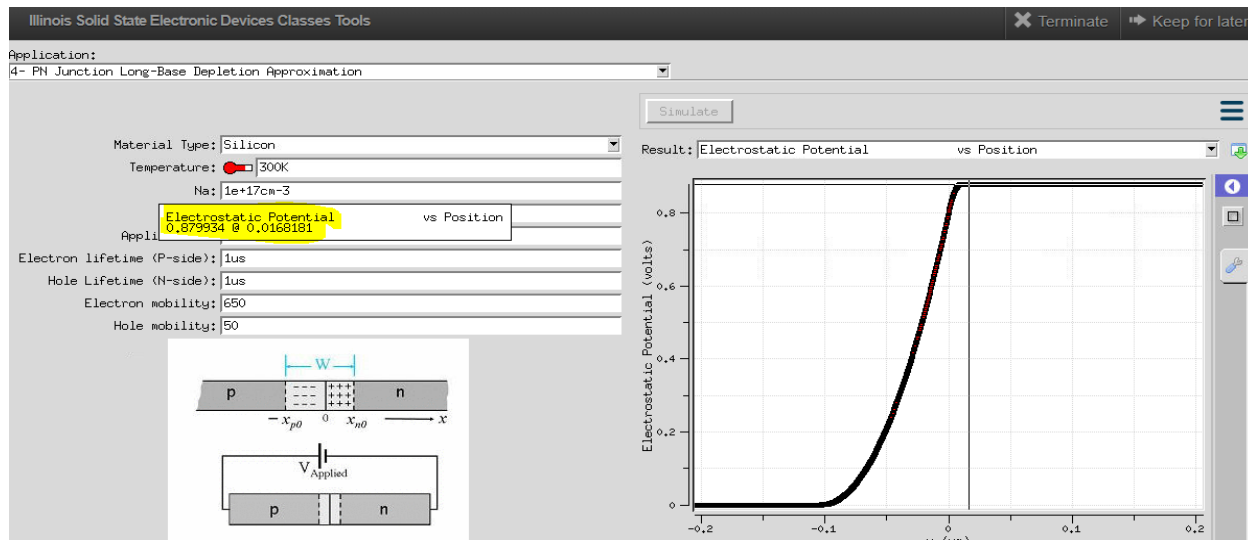 Illinois Solid State Electronic Devices Classes Tools
Terminate
Keep for later
Application:
4- PN Junction Long-Base Depletion Approximation
Simulate
Material Type: Silicon
Result: Electrostatic Potential vs Position
Temperature: 300K
Na: 1e+17cm-3
Electrostatic Potential vs Position
0.879934 @ 0.0168181
Appli
Electron lifetime (P-side): 1us
Hole Lifetime (N-side): 1us
Electron mobility: 650
Hole mobility: 50
W
p
n
- - -
+++
- - -
+++
- - -
+++
-xp0
0
xn0
x
VApplied
p
n
Electrostatic Potential (volts)
0.8
0.6
0.4
0.2
0
-0.2
-0.1
0
0.1
0.2